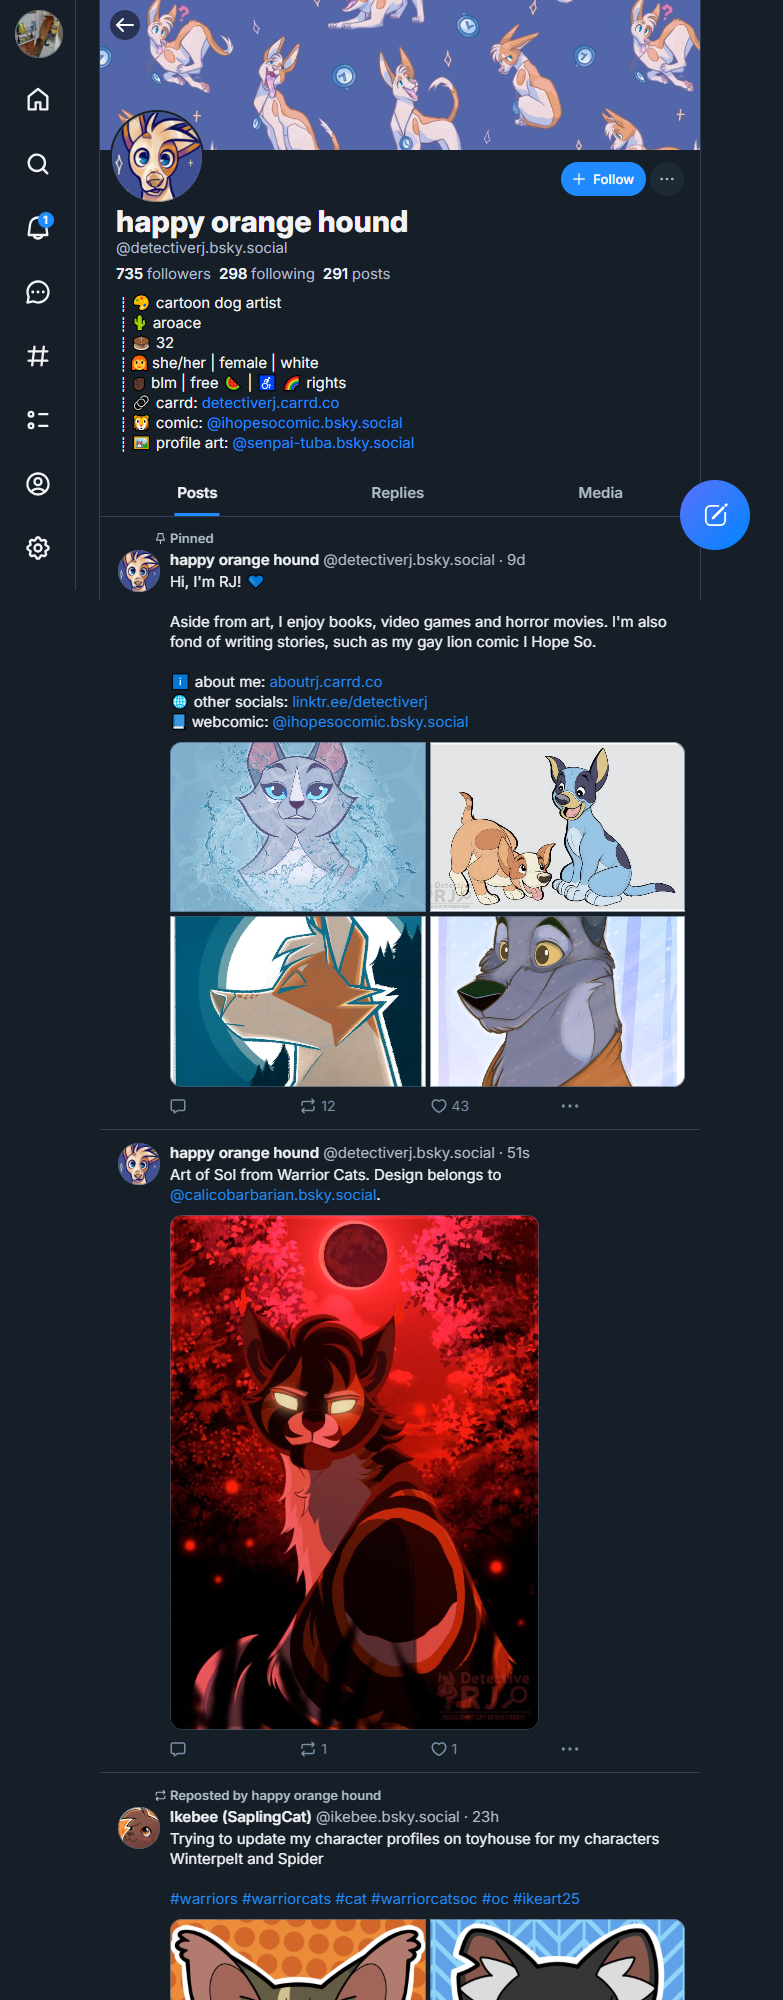 1
+ Follow
happy orange hound
@detectiverj.bsky.social
735 followers 298 following 291 posts
┊ 🎨 cartoon dog artist
┊ 🌵 aroace
┊ 🎂 32
┊ 👩‍🦰 she/her | female | white
┊ ✊🏿 blm | free 🍉 | ♿ 🌈 rights
┊ 🔗 carrd: detectiverj.carrd.co
┊ 🦁 comic: @ihopesocomic.bsky.social
┊ 🖼️ profile art: @senpai-tuba.bsky.social
Posts Replies Media
Pinned
happy orange hound @detectiverj.bsky.social · 9d
Hi, I'm RJ! 💙
Aside from art, I enjoy books, video games and horror movies. I'm also
fond of writing stories, such as my gay lion comic I Hope So.
ℹ️ about me: aboutrj.carrd.co
🌐 other socials: linktr.ee/detectiverj
📘 webcomic: @ihopesocomic.bsky.social
12 43
happy orange hound @detectiverj.bsky.social · 51s
Art of Sol from Warrior Cats. Design belongs to
@calicobarbarian.bsky.social.
Detective
RJ
1 1
Reposted by happy orange hound
Ikebee (SaplingCat) @ikebee.bsky.social · 23h
Trying to update my character profiles on toyhouse for my characters
Winterpelt and Spider
#warriors #warriorcats #cat #warriorcatsoc #oc #ikeart25